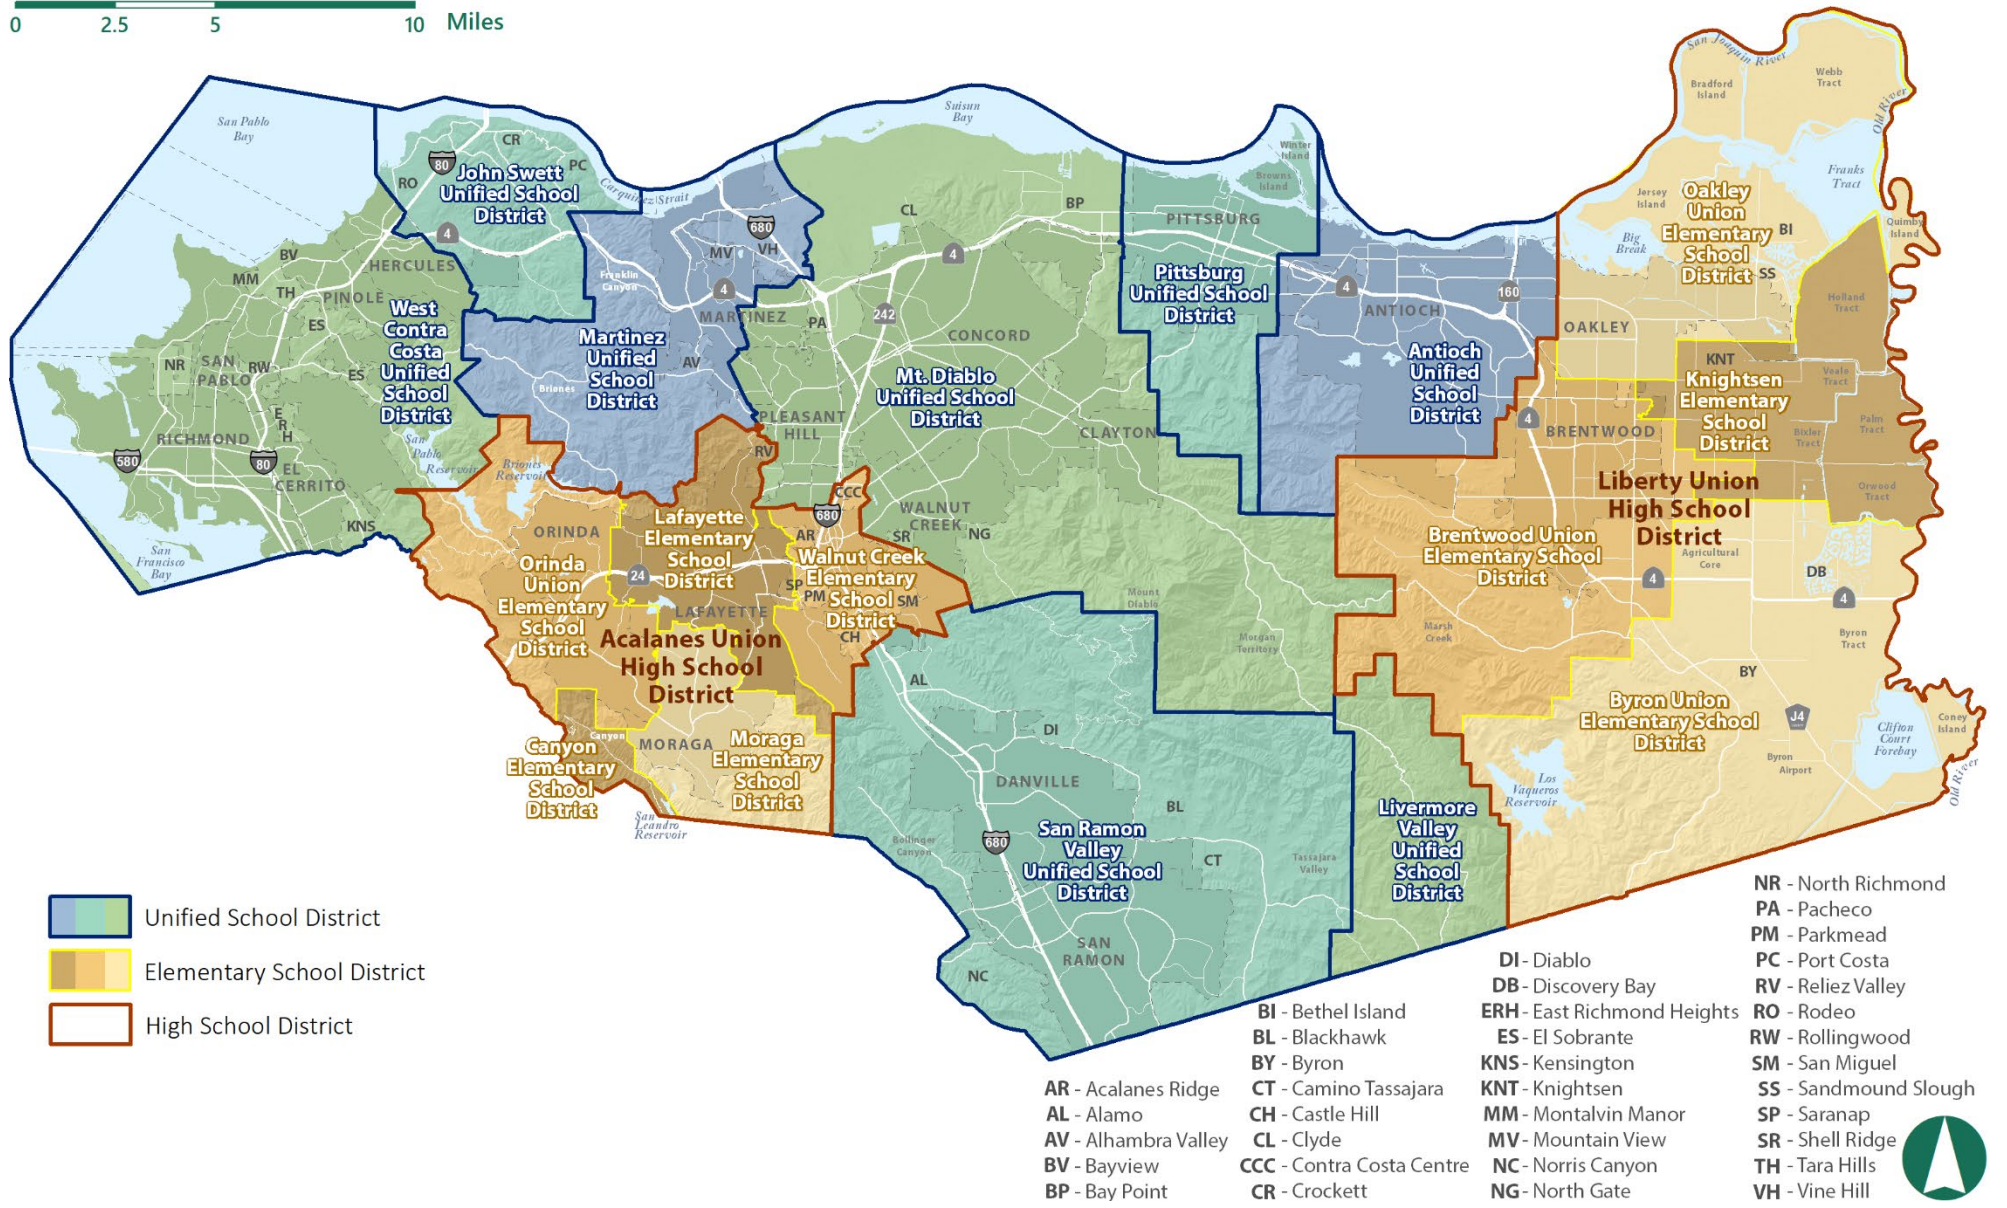 0 2.5 5 10 Miles
San Pablo
Bay
Suisun
Bay
San Joaquin River
Bradford
Island
Webb
Tract
Old River
Franks
Tract
Quimby
Island
Jersey
Island
Big
Break
Winter
Island
Browns
Island
Carquinez Strait
CR
PC
RO
80
John Swett
Unified School
District
4
680
MV
VH
Franklin
Canyon
4
MARTINEZ
Martinez
Unified
School
District
AV
Briones
CL
BP
4
242
PA
CONCORD
Mt. Diablo
Unified School
District
PLEASANT
HILL
CLAYTON
WALNUT
CREEK
NG
SR
Mount
Diablo
Morgan
Territory
PITTSBURG
Pittsburg
Unified School
District
4
160
ANTIOCH
Antioch
Unified
School
District
Oakley
Union
Elementary
School
District
BI
SS
OAKLEY
Holland
Tract
KNT
Knightsen
Elementary
School
District
Veale
Tract
Palm
Tract
Bixler
Tract
Orwood
Tract
4
BRENTWOOD
Liberty Union
High School
District
Brentwood Union
Elementary School
District
Agricultural
Core
4
DB
4
Byron
Tract
Marsh
Creek
BY
Byron Union
Elementary School
District
J4
Byron
Airport
Clifton
Court
Forebay
Coney
Island
Old River
Los
Vaqueros
Reservoir
BV
MM
TH
HERCULES
PINOLE
ES
West
Contra
Costa
Unified
School
District
NR
SAN
PABLO
RW
ES
E
R
H
RICHMOND
580
80
EL
CERRITO
KNS
San
Pablo
Reservoir
San
Francisco
Bay
Briones
Reservoir
RV
CCC
680
AR
ORINDA
Orinda
Union
Elementary
School
District
Lafayette
Elementary
School
District
24
LAFAYETTE
Walnut Creek
Elementary
School
District
SP
PM
SM
CH
Acalanes Union
High School
District
Canyon
Canyon
Elementary
School
District
MORAGA
Moraga
Elementary
School
District
San
Leandro
Reservoir
AL
DI
DANVILLE
BL
680
San Ramon
Valley
Unified School
District
CT
Bollinger
Canyon
Tassajara
Valley
SAN
RAMON
NC
Livermore
Valley
Unified
School
District
Unified School District
Elementary School District
High School District
AR - Acalanes Ridge
AL - Alamo
AV - Alhambra Valley
BV - Bayview
BP - Bay Point
BI - Bethel Island
BL - Blackhawk
BY - Byron
CT - Camino Tassajara
CH - Castle Hill
CL - Clyde
CCC - Contra Costa Centre
CR - Crockett
DI - Diablo
DB - Discovery Bay
ERH - East Richmond Heights
ES - El Sobrante
KNS - Kensington
KNT - Knightsen
MM - Montalvin Manor
MV - Mountain View
NC - Norris Canyon
NG - North Gate
NR - North Richmond
PA - Pacheco
PM - Parkmead
PC - Port Costa
RV - Reliez Valley
RO - Rodeo
RW - Rollingwood
SM - San Miguel
SS - Sandmound Slough
SP - Saranap
SR - Shell Ridge
TH - Tara Hills
VH - Vine Hill